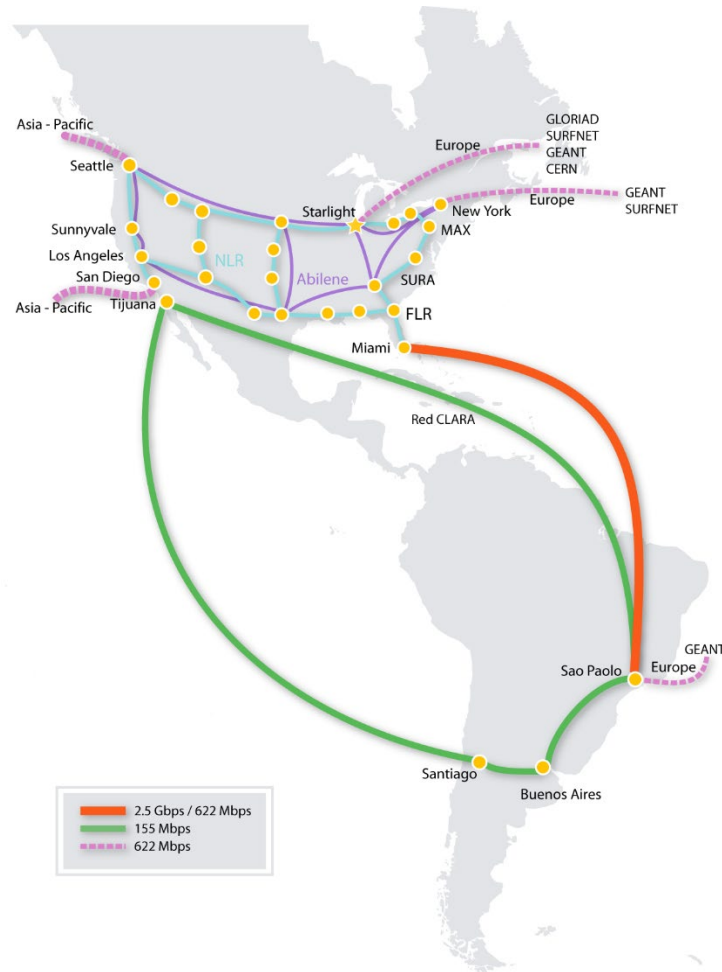 GLORIAD
SURFNET
GEANT
CERN
Asia - Pacific
Europe
Seattle
GEANT
SURFNET
Europe
Starlight
New York
MAX
Sunnyvale
NLR
Los Angeles
San Diego
Abilene
SURA
Asia - Pacific
Tijuana
FLR
Miami
Red CLARA
GEANT
Sao Paolo
Europe
Santiago
Buenos Aires
2.5 Gbps / 622 Mbps
155 Mbps
622 Mbps